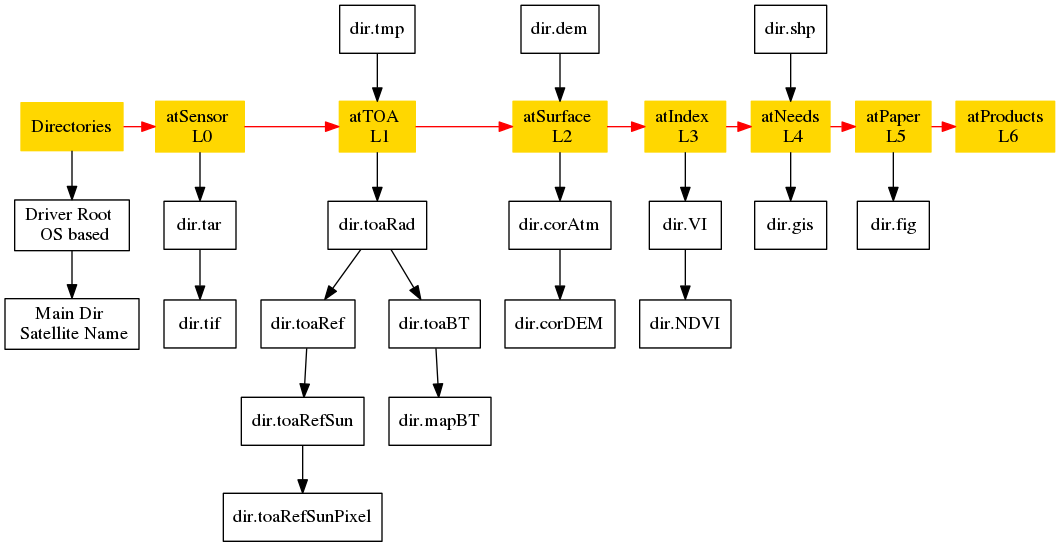 dir.tmp
dir.dem
dir.shp
Directories
atSensor
L0
atTOA
L1
atSurface
L2
atIndex
L3
atNeeds
L4
atPaper
L5
atProducts
L6
Driver Root
OS based
dir.tar
dir.toaRad
dir.corAtm
dir.VI
dir.gis
dir.fig
Main Dir
Satellite Name
dir.tif
dir.toaRef
dir.toaBT
dir.corDEM
dir.NDVI
dir.toaRefSun
dir.mapBT
dir.toaRefSunPixel